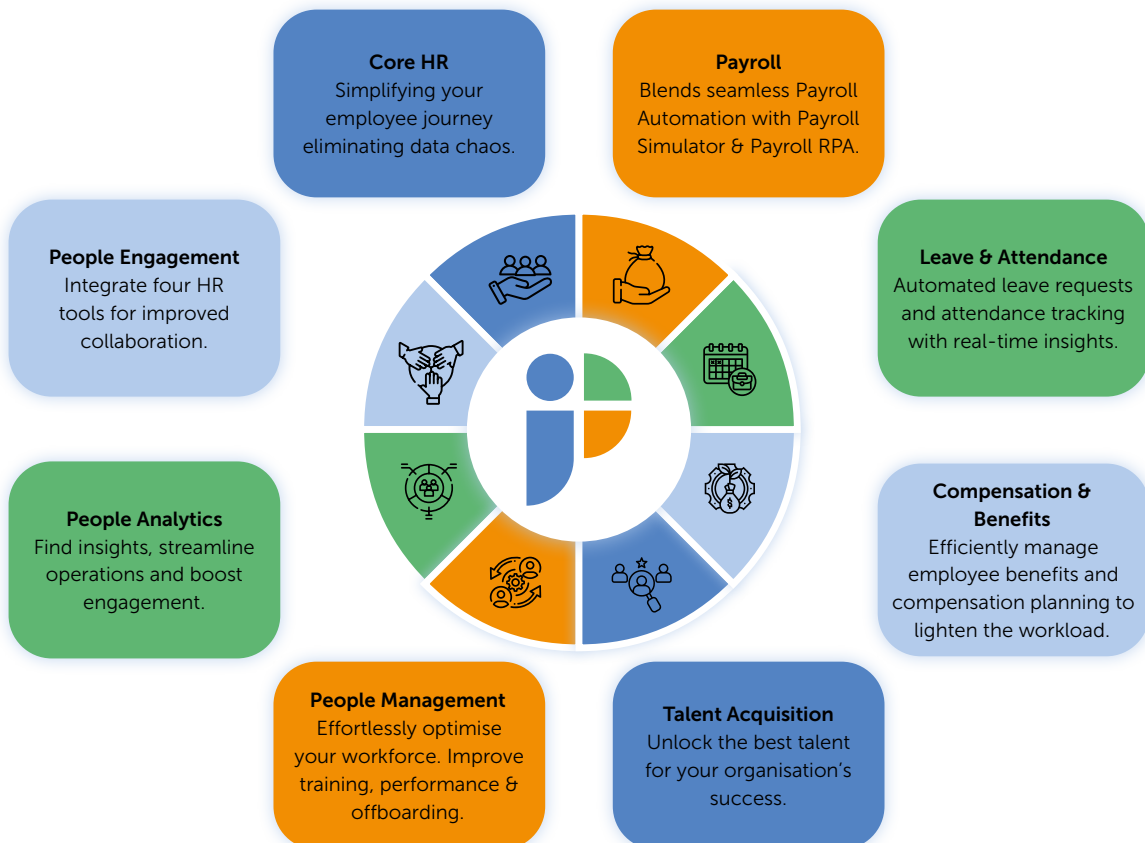 Core HR
Simplifying your
employee journey
eliminating data chaos.
Payroll
Blends seamless Payroll
Automation with Payroll
Simulator & Payroll RPA.
People Engagement
Integrate four HR
tools for improved
collaboration.
Leave & Attendance
Automated leave requests
and attendance tracking
with real-time insights.
People Analytics
Find insights, streamline
operations and boost
engagement.
Compensation &
Benefits
Efficiently manage
employee benefits and
compensation planning to
lighten the workload.
People Management
Effortlessly optimise
your workforce. Improve
training, performance &
offboarding.
Talent Acquisition
Unlock the best talent
for your organisation's
success.